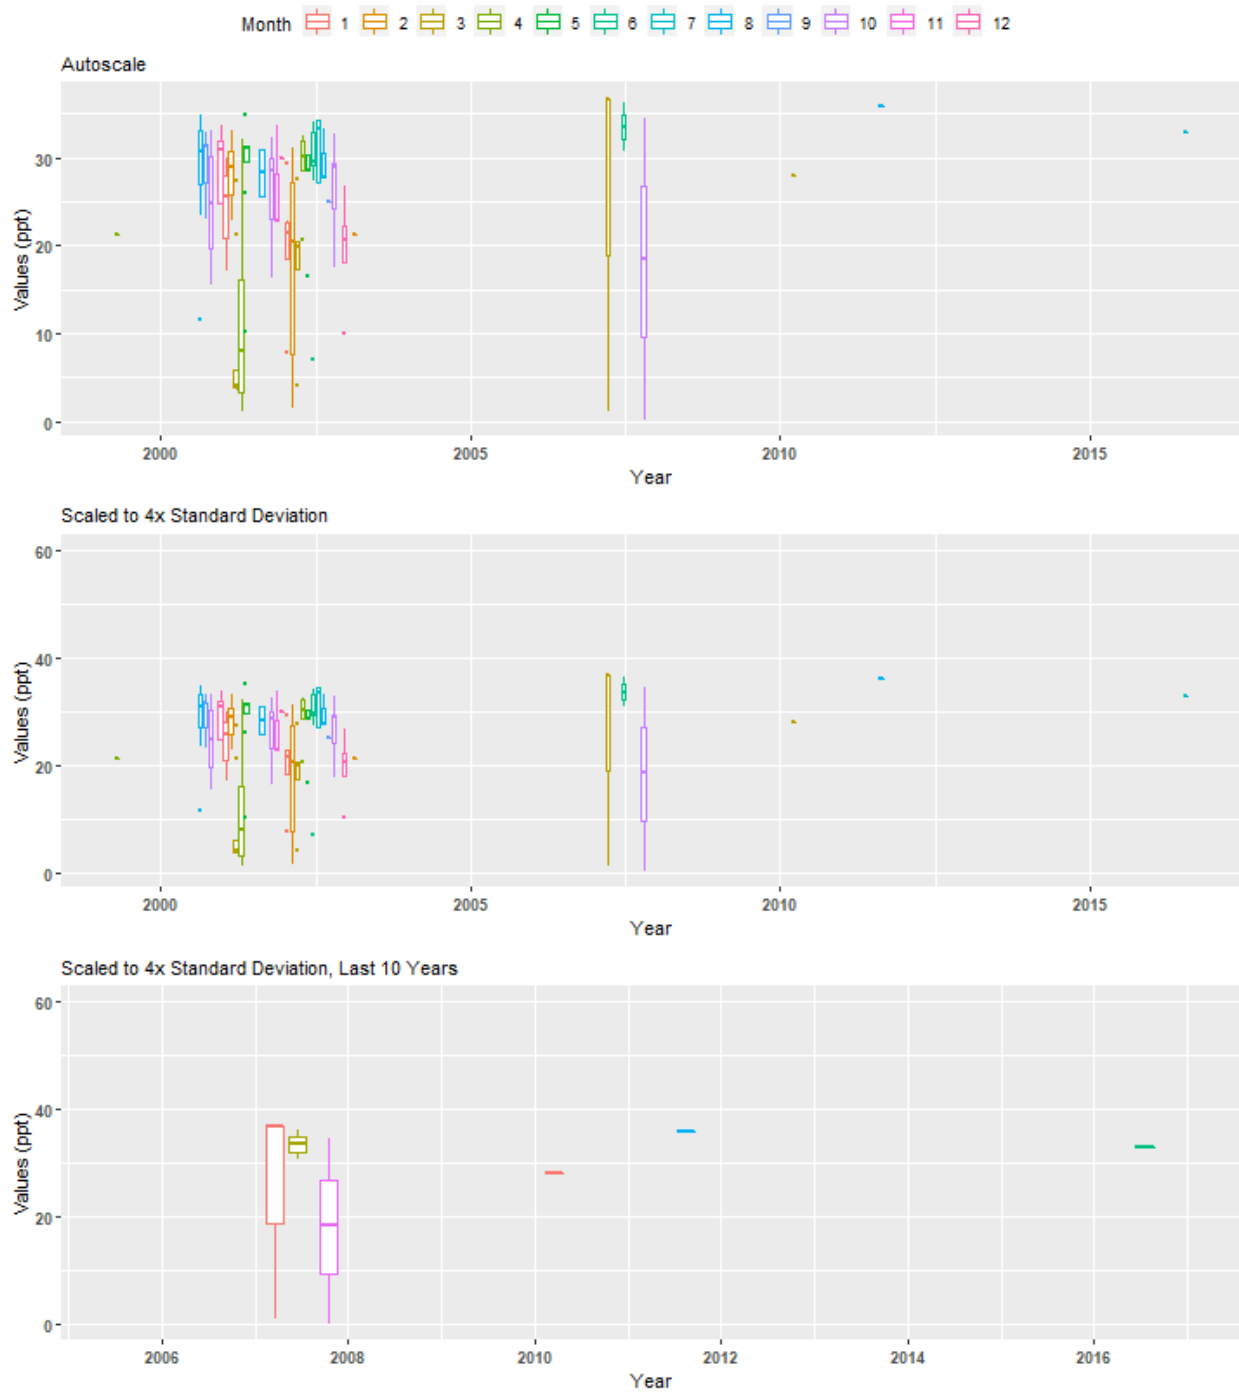 Month 1 2 3 4 5 6 7 8 9 10 11 12
Autoscale
Values (ppt)
30
20
10
0
2000 2005 2010 2015
Year
Scaled to 4x Standard Deviation
Values (ppt)
60
40
20
0
2000 2005 2010 2015
Year
Scaled to 4x Standard Deviation, Last 10 Years
Values (ppt)
60
40
20
0
2006 2008 2010 2012 2014 2016
Year